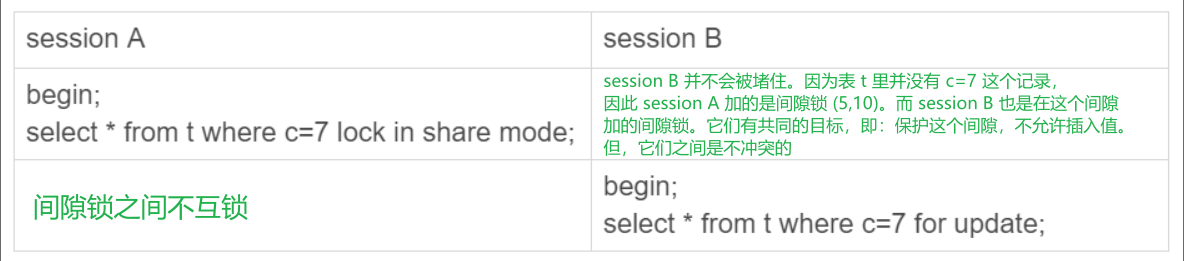 session A
session B
begin;
select * from t where c=7 lock in share mode;
session B 并不会被堵住。因为表 t 里并没有 c=7 这个记录，
因此 session A 加的是间隙锁 (5,10)。而 session B 也是在这个间隙
加的间隙锁。它们有共同的目标，即：保护这个间隙，不允许插入值。
但，它们之间是不冲突的
间隙锁之间不互锁
begin;
select * from t where c=7 for update;